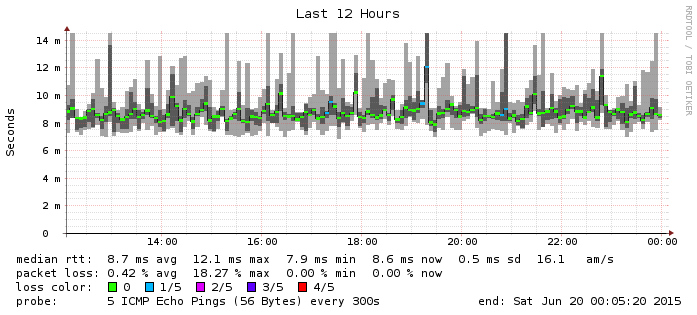 Last 12 Hours
RRDTOOL / TOBI OETIKER
Seconds
14 m
12 m
10 m
8 m
6 m
4 m
2 m
0
14:00 16:00 18:00 20:00 22:00 00:00
median rtt: 8.7 ms avg 12.1 ms max 7.9 ms min 8.6 ms now 0.5 ms sd 16.1 am/s
packet loss: 0.42 % avg 18.27 % max 0.00 % min 0.00 % now
loss color: 0 1/5 2/5 3/5 4/5
probe: 5 ICMP Echo Pings (56 Bytes) every 300s end: Sat Jun 20 00:05:20 2015